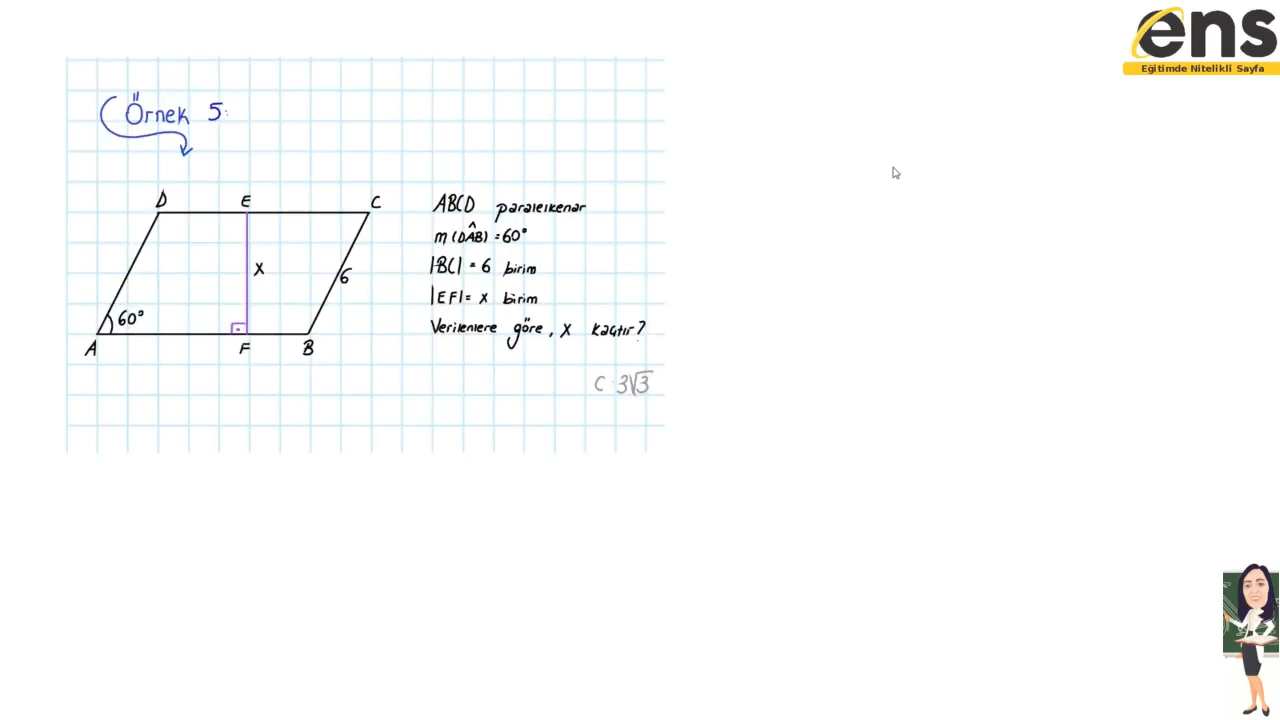 ens
Eğitimde Nitelikli Sayfa
Örnek 5:
D E C
x
6
60°
A F B
ABCD paralelkenar
m(DAB) = 60°
|BC| = 6 birim
|EF| = x birim
Verilenlere göre, x kaçtır?
C: 3√3